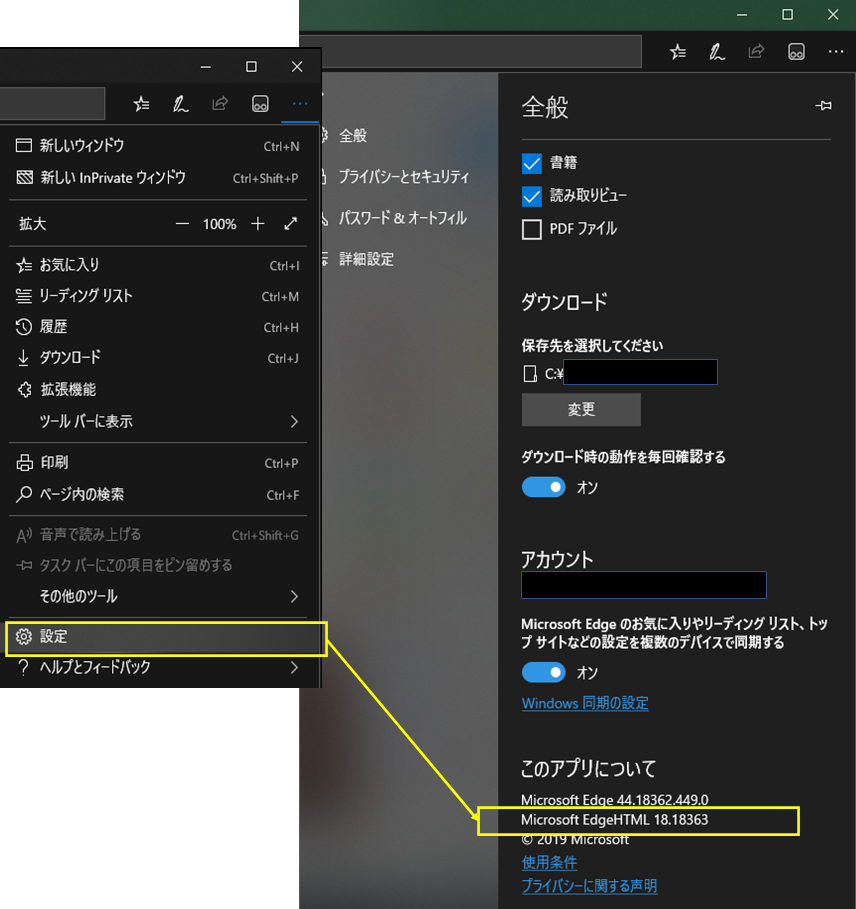 新しいウィンドウ Ctrl+N
新しい InPrivate ウィンドウ Ctrl+Shift+P
拡大 100%
お気に入り Ctrl+I
リーディング リスト Ctrl+M
履歴 Ctrl+H
ダウンロード Ctrl+J
拡張機能
ツール バーに表示
印刷 Ctrl+P
ページ内の検索 Ctrl+F
音声で読み上げる Ctrl+Shift+G
タスク バーにこの項目をピン留めする
その他のツール
設定
ヘルプとフィードバック
全般
プライバシーとセキュリティ
パスワード & オートフィル
詳細設定
全般
書籍
読み取りビュー
PDF ファイル
ダウンロード
保存先を選択してください
C:¥
変更
ダウンロード時の動作を毎回確認する
オン
アカウント
Microsoft Edge のお気に入りやリーディング リスト、トッ
プ サイトなどの設定を複数のデバイスで同期する
オン
Windows 同期の設定
このアプリについて
Microsoft Edge 44.18362.449.0
Microsoft EdgeHTML 18.18363
© 2019 Microsoft
使用条件
プライバシーに関する声明